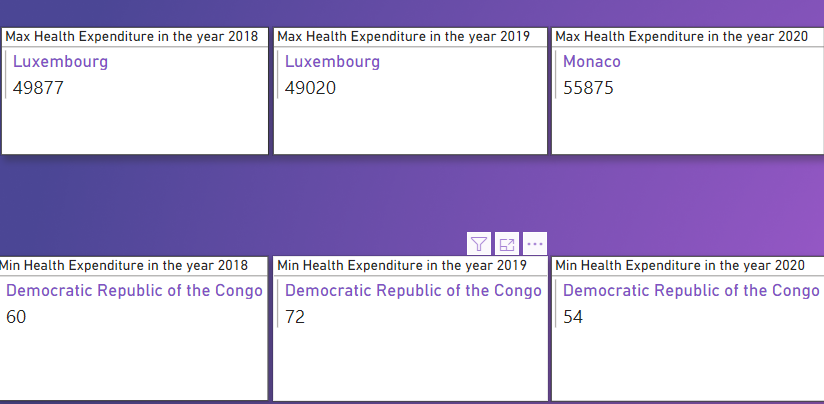 Max Health Expenditure in the year 2018
Luxembourg
49877
Max Health Expenditure in the year 2019
Luxembourg
49020
Max Health Expenditure in the year 2020
Monaco
55875
Min Health Expenditure in the year 2018
Democratic Republic of the Congo
60
Min Health Expenditure in the year 2019
Democratic Republic of the Congo
72
Min Health Expenditure in the year 2020
Democratic Republic of the Congo
54